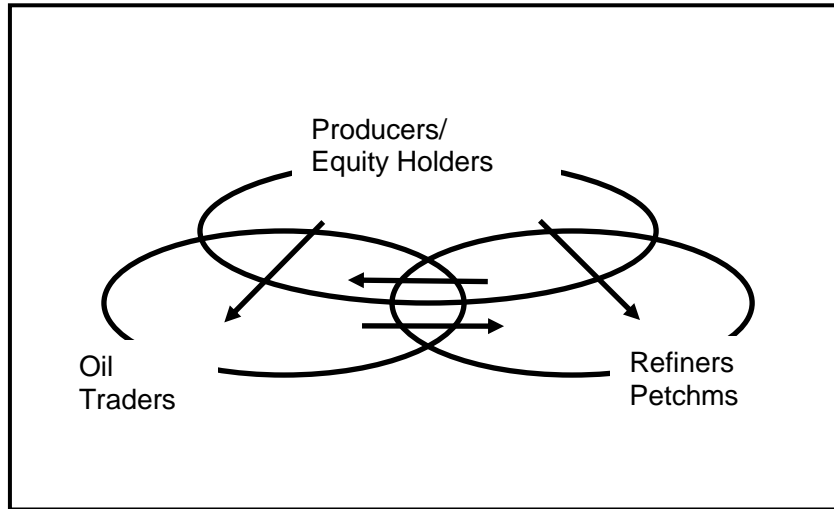 Producers/
Equity Holders
Oil
Traders
Refiners
Petchms